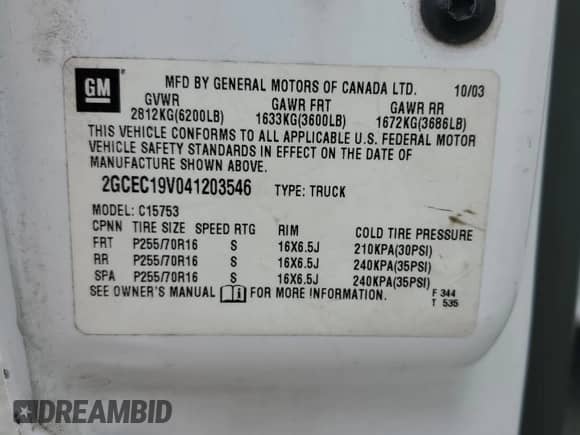 GM
MFD BY GENERAL MOTORS OF CANADA LTD. 10/03
GVWR GAWR FRT GAWR RR
2812KG(6200LB) 1633KG(3600LB) 1672KG(3686LB)
THIS VEHICLE CONFORMS TO ALL APPLICABLE U.S. FEDERAL MOTOR
VEHICLE SAFETY STANDARDS IN EFFECT ON THE DATE OF
MANUFACTURE SHOWN ABOVE.
2GCEC19V041203546 TYPE: TRUCK
MODEL: C15753
CPNN TIRE SIZE SPEED RTG RIM COLD TIRE PRESSURE
FRT P255/70R16 S 16X6.5J 210KPA(30PSI)
RR P255/70R16 S 16X6.5J 240KPA(35PSI)
SPA P255/70R16 S 16X6.5J 240KPA(35PSI)
SEE OWNER'S MANUAL FOR MORE INFORMATION.
F 344
T 535
DREAMBID